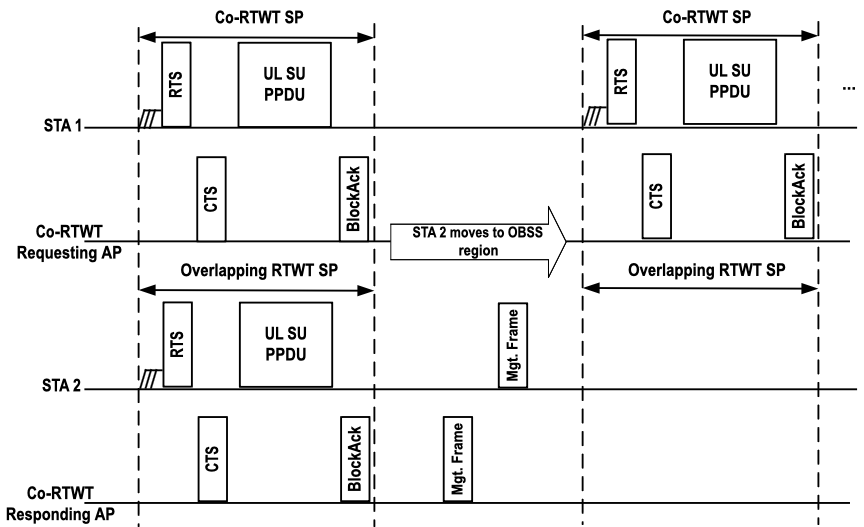 Co-RTWT SP
Co-RTWT SP
RTS
UL SU
PPDU
RTS
UL SU
PPDU
...
STA 1
CTS
BlockAck
CTS
BlockAck
STA 2 moves to OBSS
region
Co-RTWT
Requesting AP
Overlapping RTWT SP
Overlapping RTWT SP
RTS
UL SU
PPDU
Mgt. Frame
STA 2
CTS
BlockAck
Mgt. Frame
Co-RTWT
Responding AP